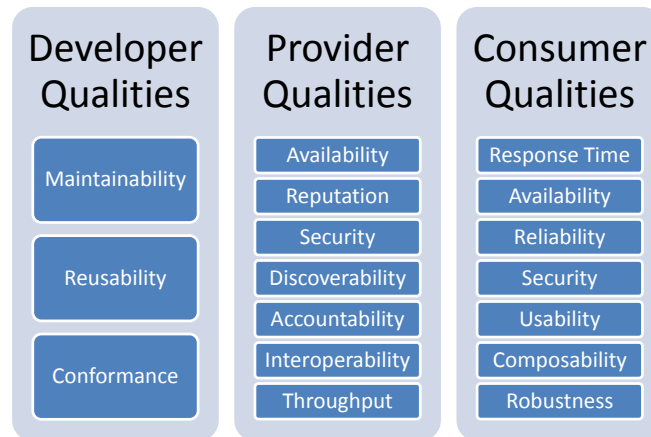 Developer
Qualities
Maintainability
Reusability
Conformance
Provider
Qualities
Availability
Reputation
Security
Discoverability
Accountability
Interoperability
Throughput
Consumer
Qualities
Response Time
Availability
Reliability
Security
Usability
Composability
Robustness